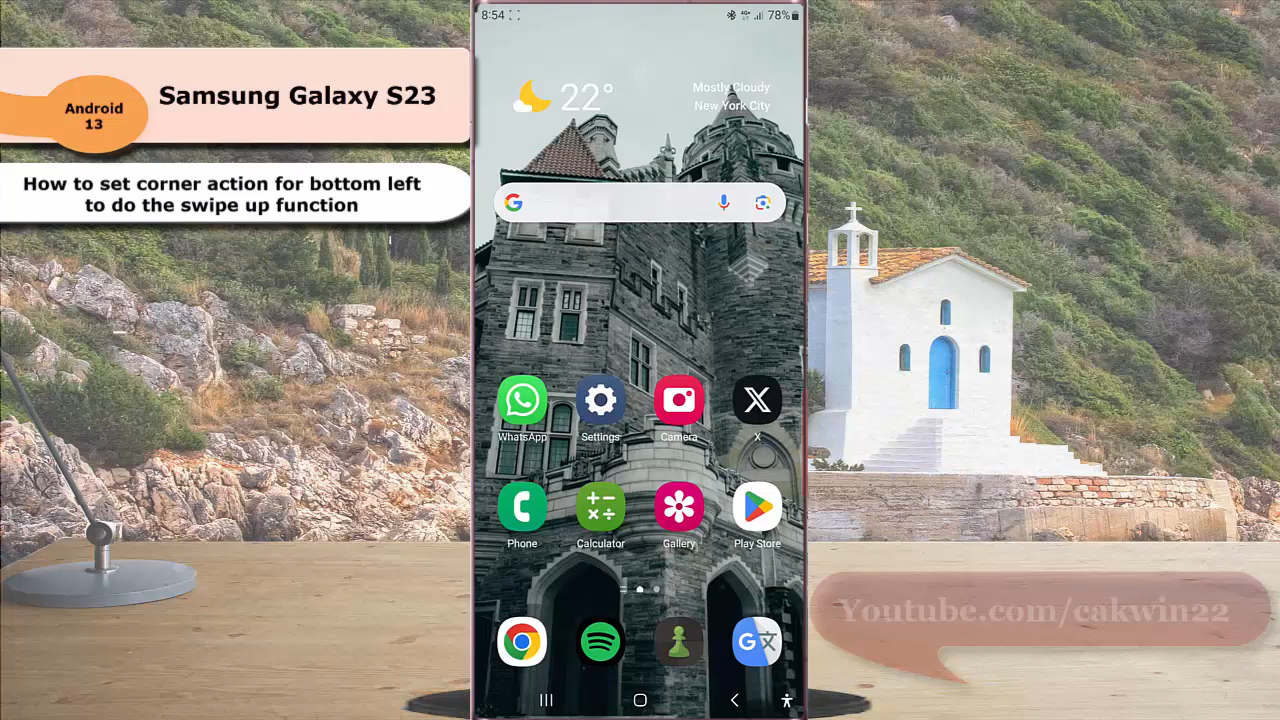 Android
13
Samsung Galaxy S23
How to set corner action for bottom left
to do the swipe up function
8:54
78%
22°
Mostly Cloudy
New York City
WhatsApp
Settings
Camera
X
Phone
Calculator
Gallery
Play Store
Youtube.com/cakwin22